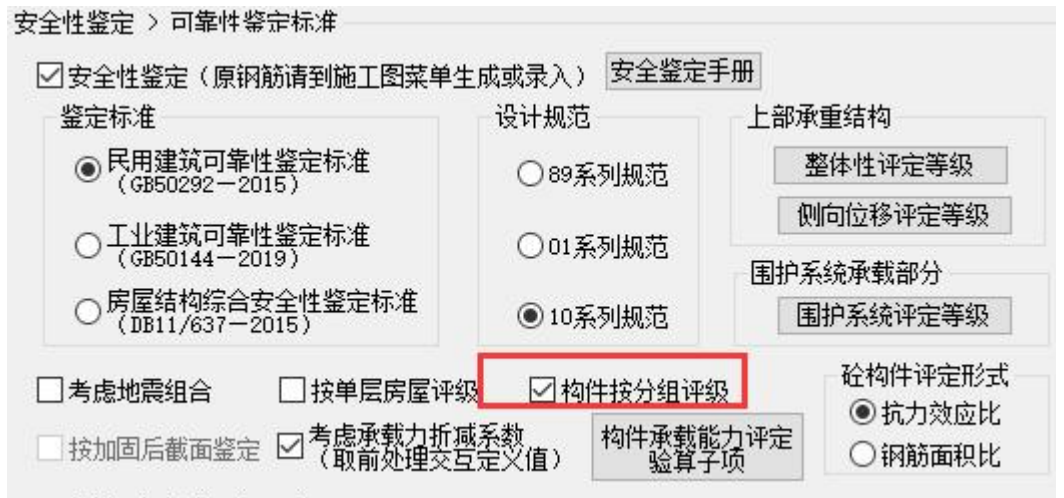 安全性鉴定 > 可靠性鉴定标准
安全性鉴定（原钢筋请到施工图菜单生成或录入） 安全鉴定手册
鉴定标准 设计规范 上部承重结构
民用建筑可靠性鉴定标准
（GB50292－2015）
89系列规范
整体性评定等级
侧向位移评定等级
工业建筑可靠性鉴定标准
（GB50144－2019）
01系列规范
围护系统承载部分
房屋结构综合安全性鉴定标准
（DB11/637－2015）
10系列规范
围护系统评定等级
考虑地震组合 按单层房屋评级 构件按分组评级
砼构件评定形式
抗力效应比
按加固后截面鉴定
考虑承载力折减系数
（取前处理交互定义值）
构件承载能力评定
验算子项
钢筋面积比